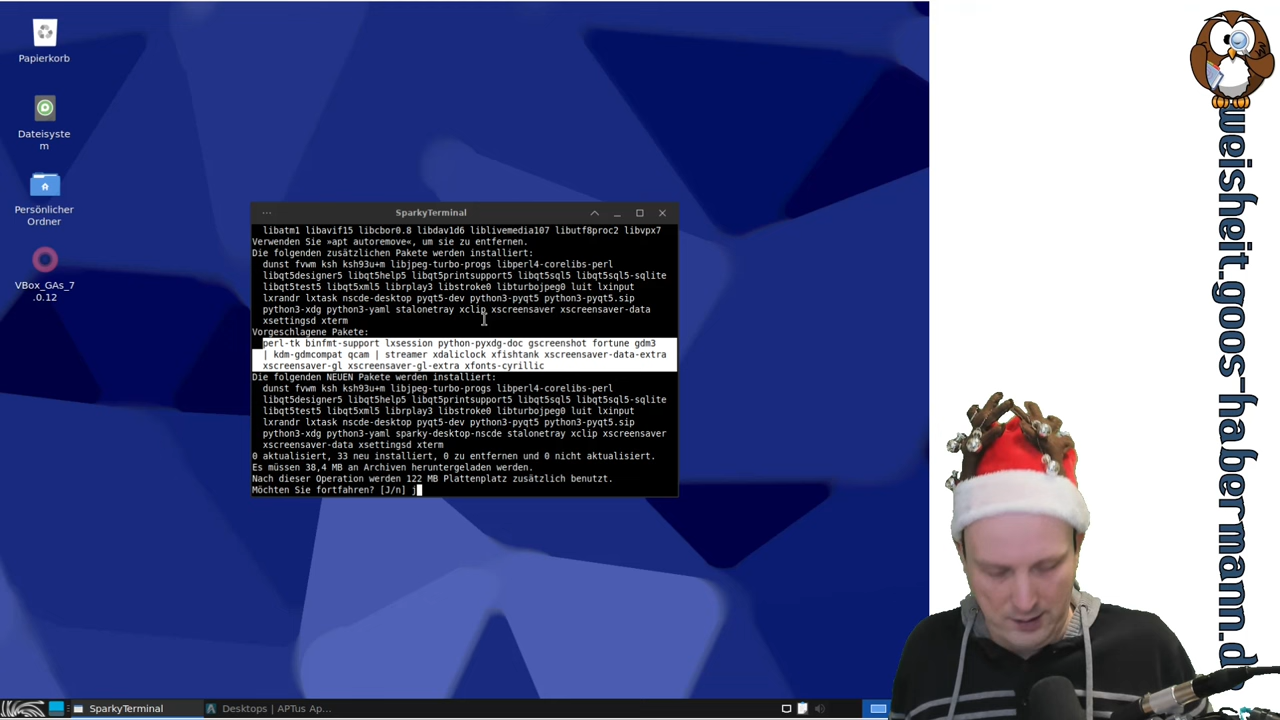 Papierkorb
Dateisyste
m
Persönlicher
Ordner
VBox_GAs_7
.0.12
SparkyTerminal
libatm1 libavif15 libcbor0.8 libdav1d6 liblivemedia107 libutf8proc2 libvpx7
Verwenden Sie »apt autoremove«, um sie zu entfernen.
Die folgenden zusätzlichen Pakete werden installiert:
dunst fvwm ksh ksh93u+m libjpeg-turbo-progs libperl4-corelibs-perl
libqt5designer5 libqt5help5 libqt5printsupport5 libqt5sql5 libqt5sql5-sqlite
libqt5test5 libqt5xml5 librplay3 libstroke0 libturbojpeg0 luit lxinput
lxrandr lxtask nscde-desktop pyqt5-dev python3-pyqt5 python3-pyqt5.sip
python3-xdg python3-yaml stalonetray xclip xscreensaver xscreensaver-data
xsettingsd xterm
Vorgeschlagene Pakete:
perl-tk binfmt-support lxsession python-pyxdg-doc gscreenshot fortune gdm3
| kdm-gdmcompat qcam | streamer xdaliclock xfishtank xscreensaver-data-extra
xscreensaver-gl xscreensaver-gl-extra xfonts-cyrillic
Die folgenden NEUEN Pakete werden installiert:
dunst fvwm ksh ksh93u+m libjpeg-turbo-progs libperl4-corelibs-perl
libqt5designer5 libqt5help5 libqt5printsupport5 libqt5sql5 libqt5sql5-sqlite
libqt5test5 libqt5xml5 librplay3 libstroke0 libturbojpeg0 luit lxinput
lxrandr lxtask nscde-desktop pyqt5-dev python3-pyqt5 python3-pyqt5.sip
python3-xdg python3-yaml sparky-desktop-nscde stalonetray xclip xscreensaver
xscreensaver-data xsettingsd xterm
0 aktualisiert, 33 neu installiert, 0 zu entfernen und 0 nicht aktualisiert.
Es müssen 38,4 MB an Archiven heruntergeladen werden.
Nach dieser Operation werden 122 MB Plattenplatz zusätzlich benutzt.
Möchten Sie fortfahren? [J/n] j
SparkyTerminal
Desktops | APTus Ap...
weisheit.goos-habermann.d